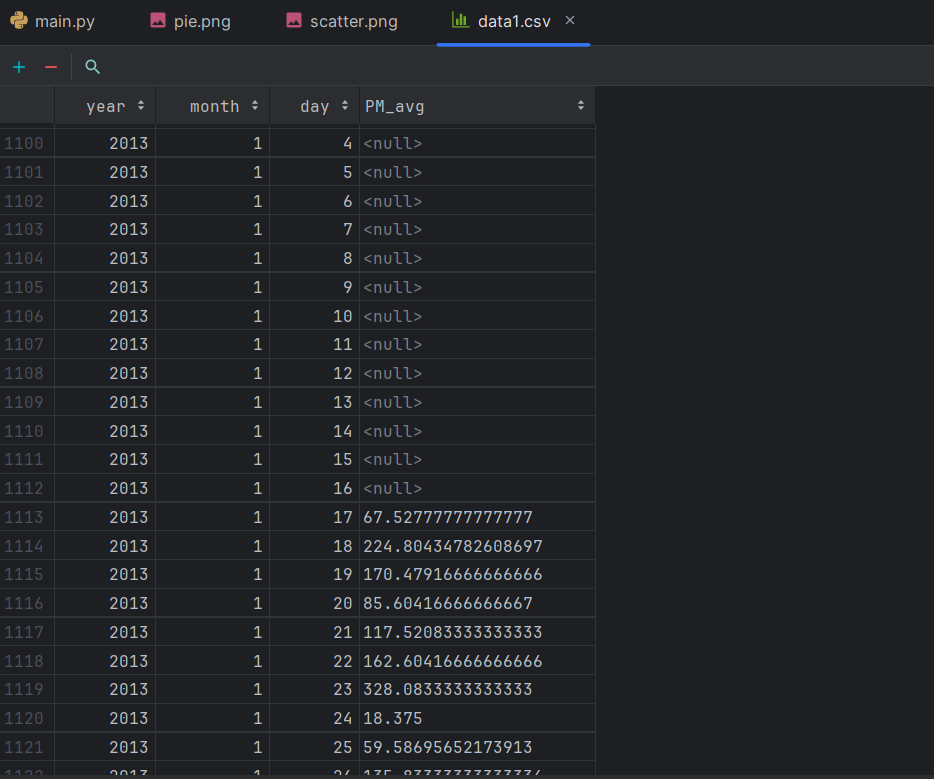 main.py pie.png scatter.png data1.csv
year month day PM_avg
1100 2013 1 4 <null>
1101 2013 1 5 <null>
1102 2013 1 6 <null>
1103 2013 1 7 <null>
1104 2013 1 8 <null>
1105 2013 1 9 <null>
1106 2013 1 10 <null>
1107 2013 1 11 <null>
1108 2013 1 12 <null>
1109 2013 1 13 <null>
1110 2013 1 14 <null>
1111 2013 1 15 <null>
1112 2013 1 16 <null>
1113 2013 1 17 67.52777777777777
1114 2013 1 18 224.80434782608697
1115 2013 1 19 170.47916666666666
1116 2013 1 20 85.60416666666667
1117 2013 1 21 117.52083333333333
1118 2013 1 22 162.60416666666666
1119 2013 1 23 328.0833333333333
1120 2013 1 24 18.375
1121 2013 1 25 59.58695652173913
1122 2013 1 26 135.83333333333334